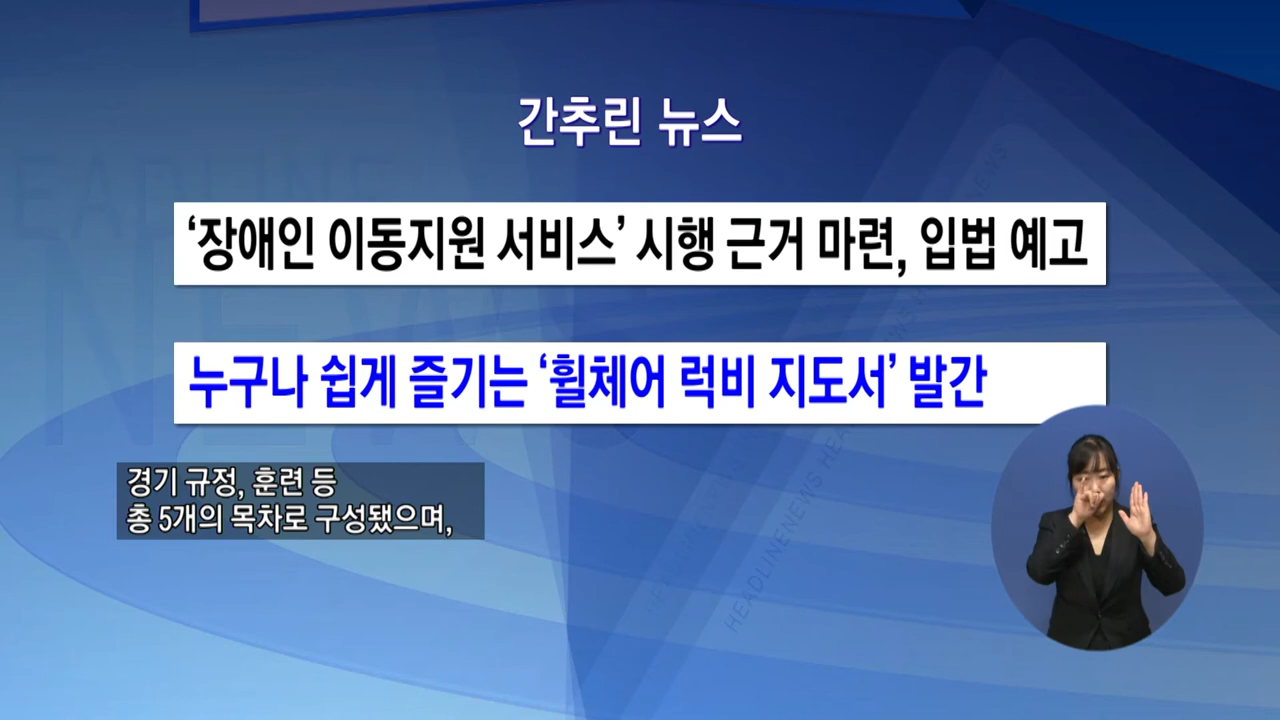 간추린 뉴스
‘장애인 이동지원 서비스’ 시행 근거 마련, 입법 예고
누구나 쉽게 즐기는 ‘휠체어 럭비 지도서’ 발간
경기 규정, 훈련 등
총 5개의 목차로 구성됐으며,
HEADLINENEWS